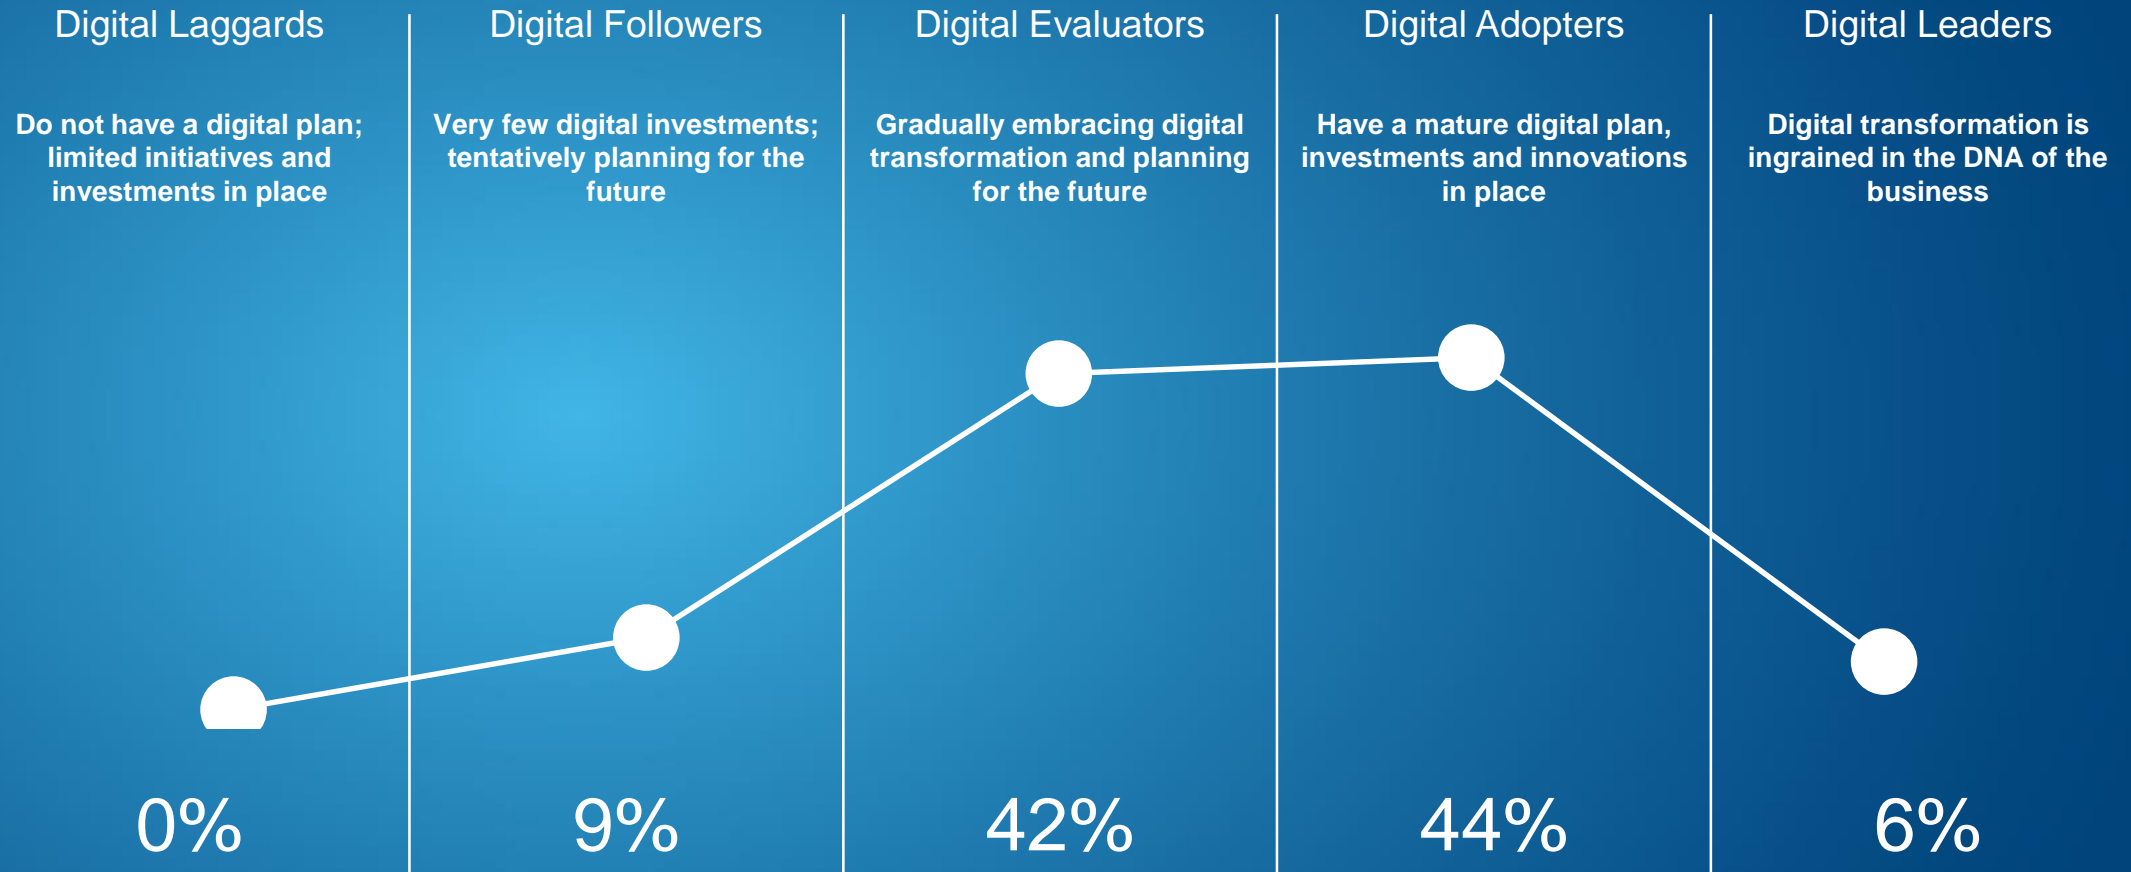 Digital Laggards
Do not have a digital plan;
limited initiatives and
investments in place
0%
Digital Followers
Very few digital investments;
tentatively planning for the
future
9%
Digital Evaluators
Gradually embracing digital
transformation and planning
for the future
42%
Digital Adopters
Have a mature digital plan,
investments and innovations
in place
44%
Digital Leaders
Digital transformation is
ingrained in the DNA of the
business
6%